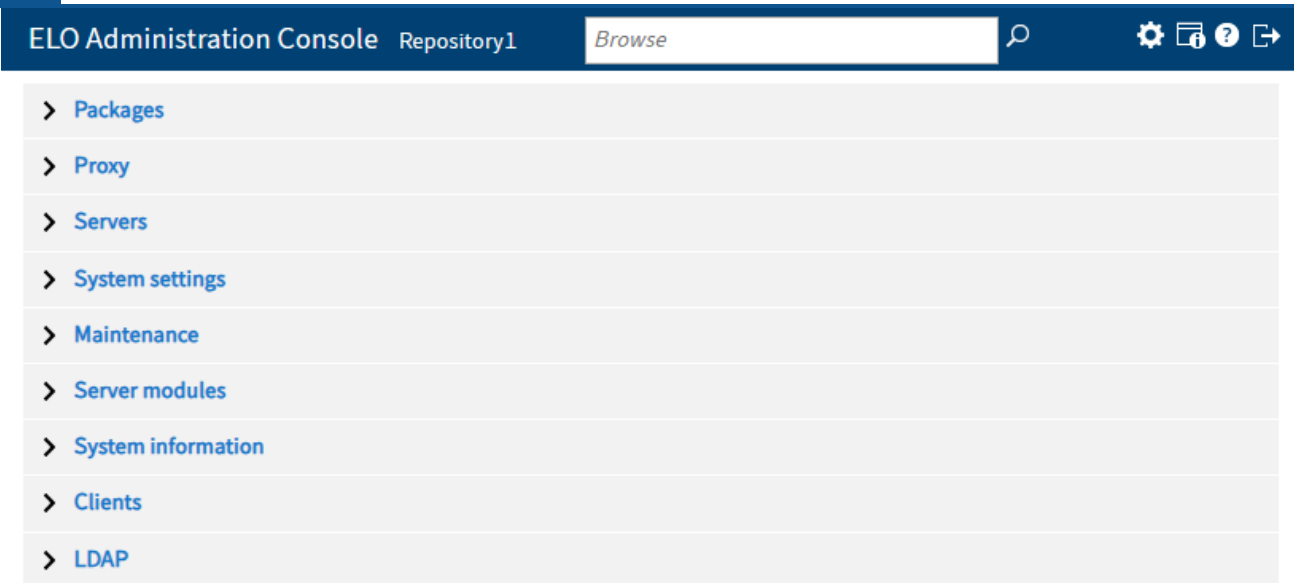 ELO Administration Console Repository1 Browse
Packages
Proxy
Servers
System settings
Maintenance
Server modules
System information
Clients
LDAP